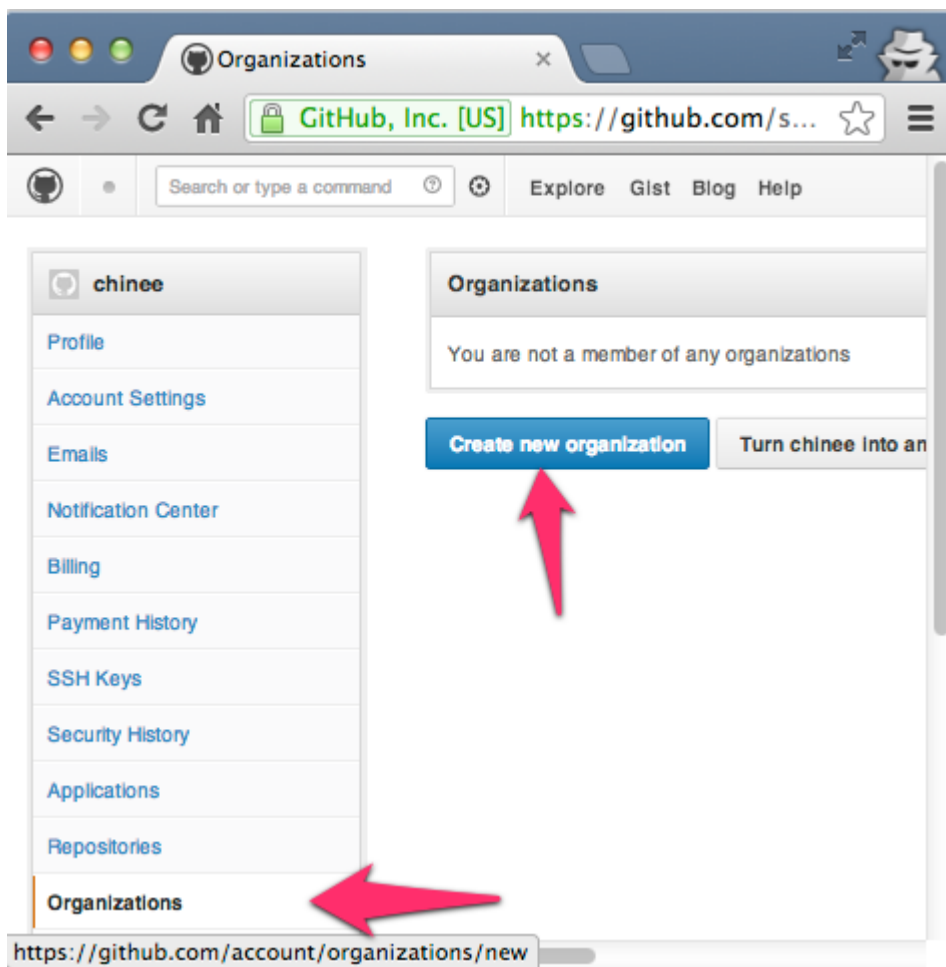 Organizations
GitHub, Inc. [US] https://github.com/s...
Search or type a command
Explore Gist Blog Help
chinee
Profile
Account Settings
Emails
Notification Center
Billing
Payment History
SSH Keys
Security History
Applications
Repositories
Organizations
Organizations
You are not a member of any organizations
Create new organization
Turn chinee into an
https://github.com/account/organizations/new